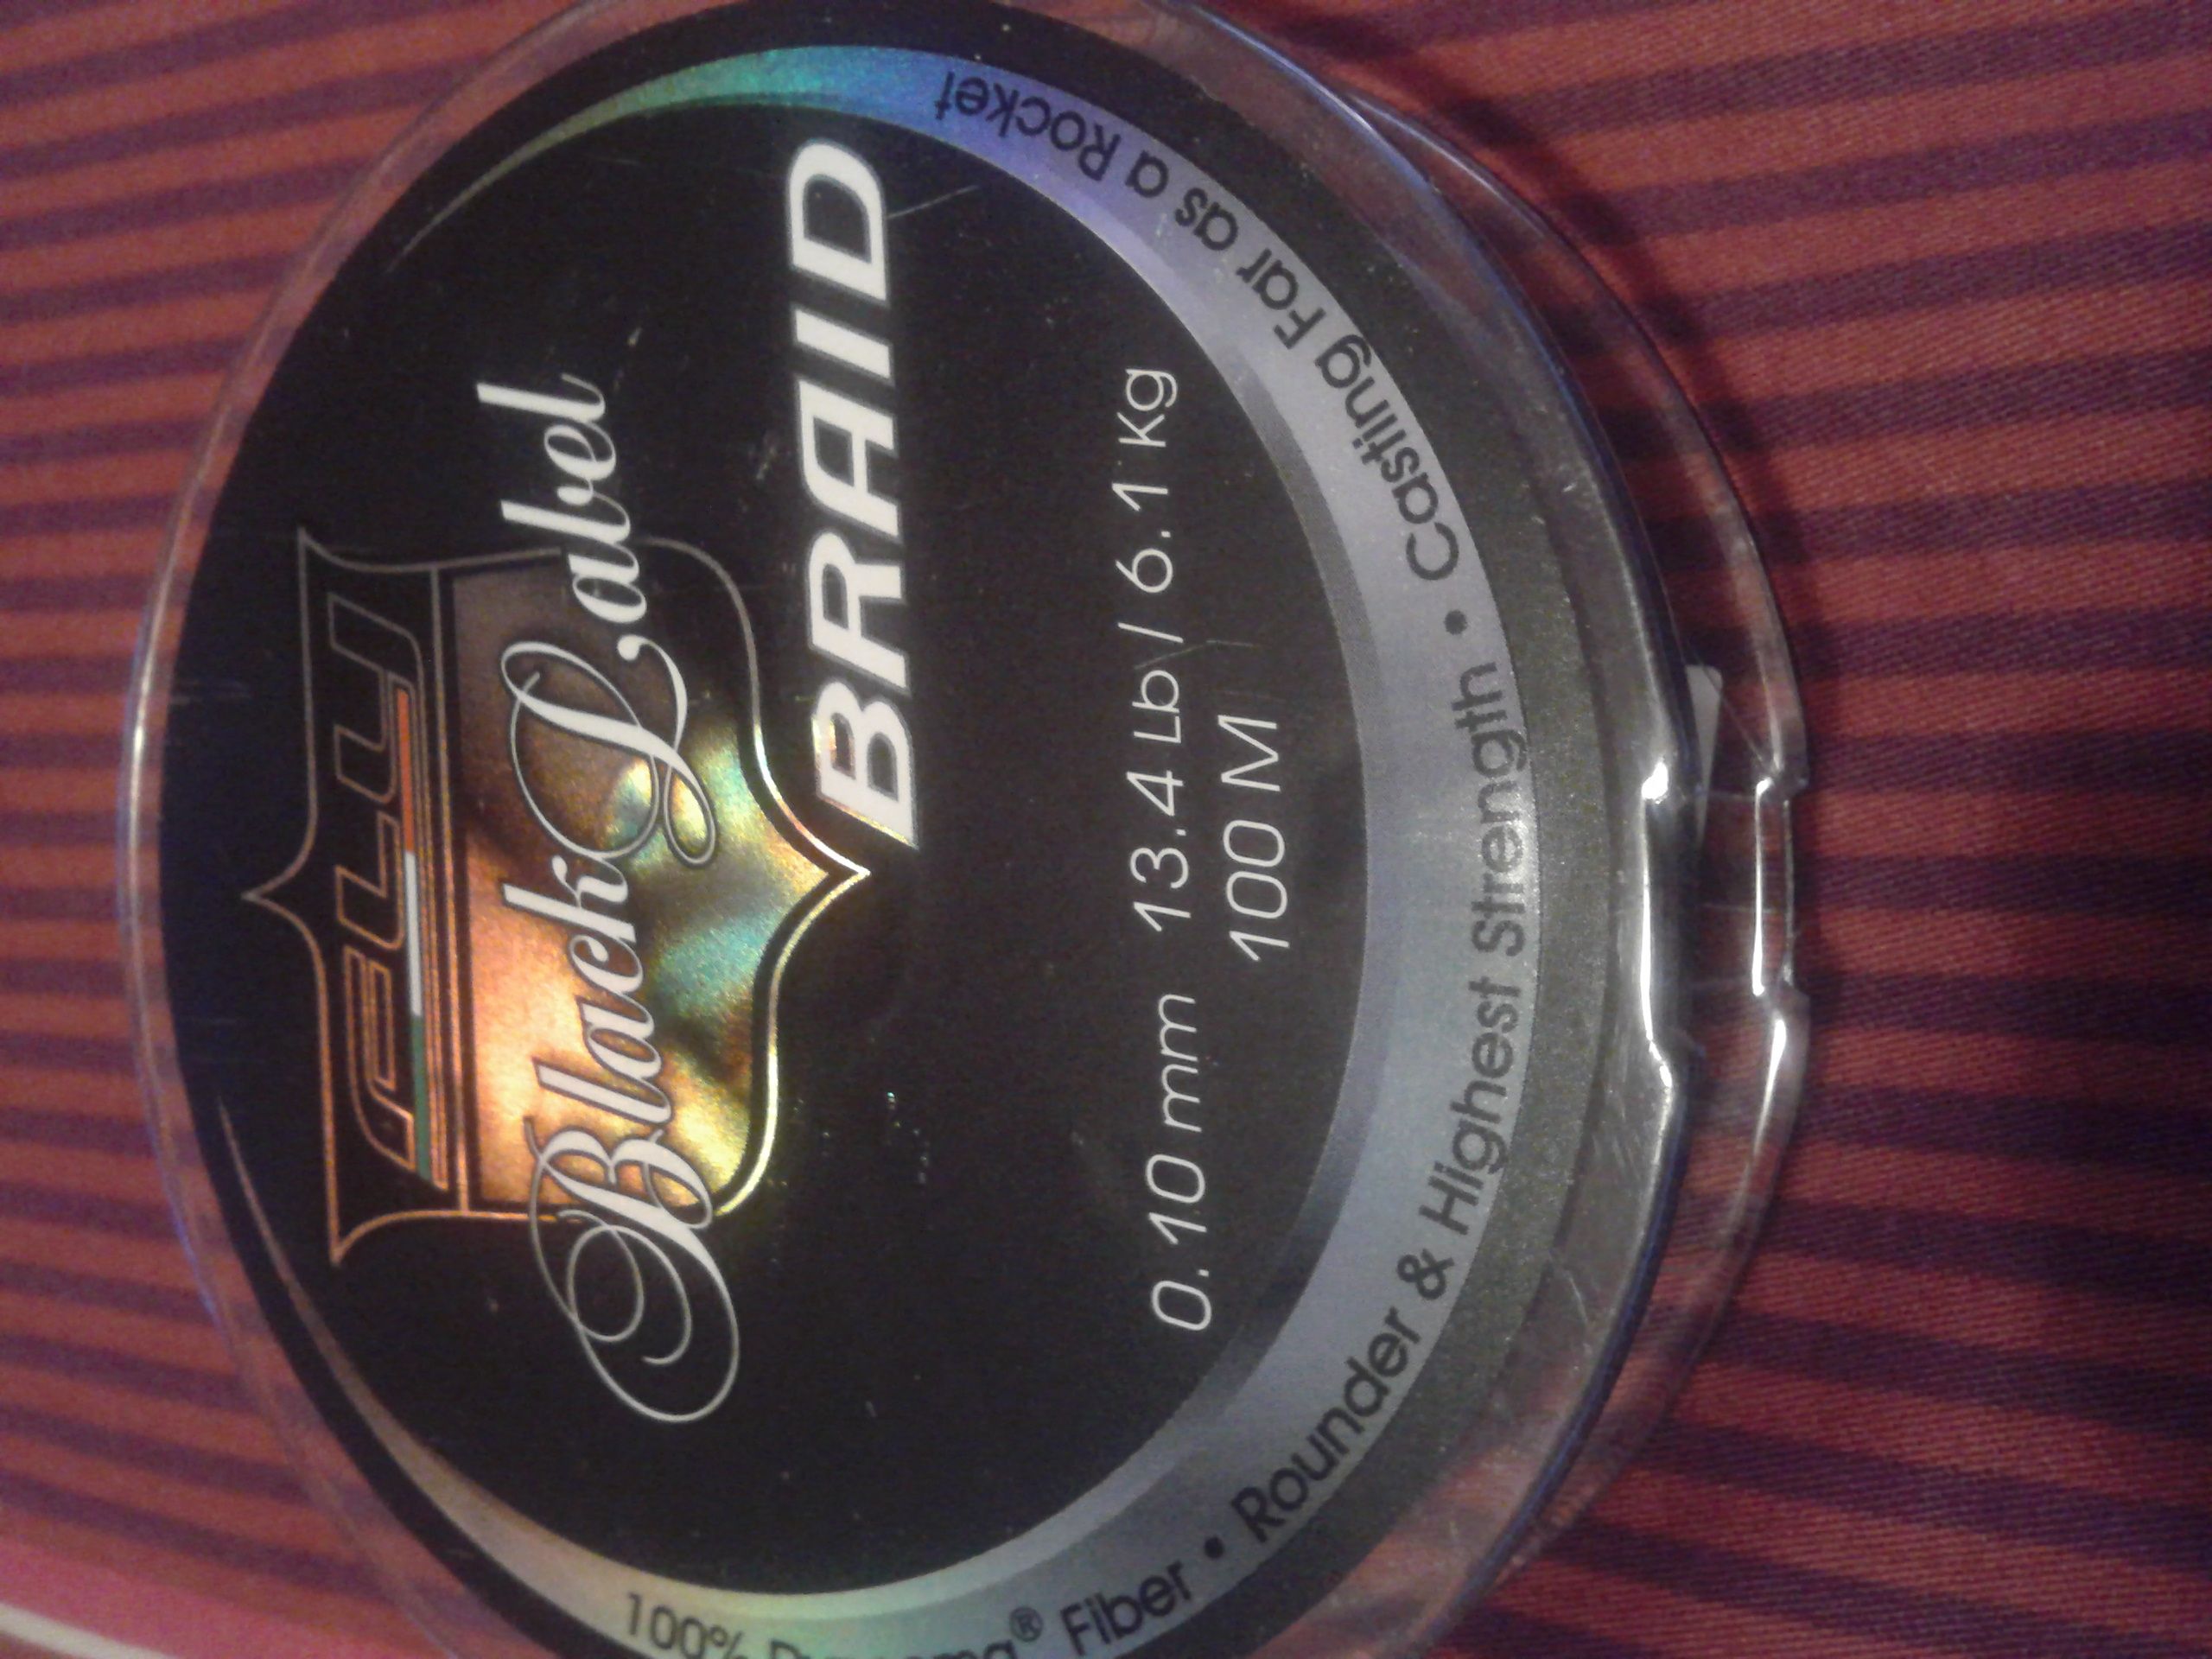 Black Label
BRAID
0.10 mm 13.4 Lb / 6.1 kg
100 M
100% ® Fiber • Rounder & Highest Strength • Casting Far as a Rocket